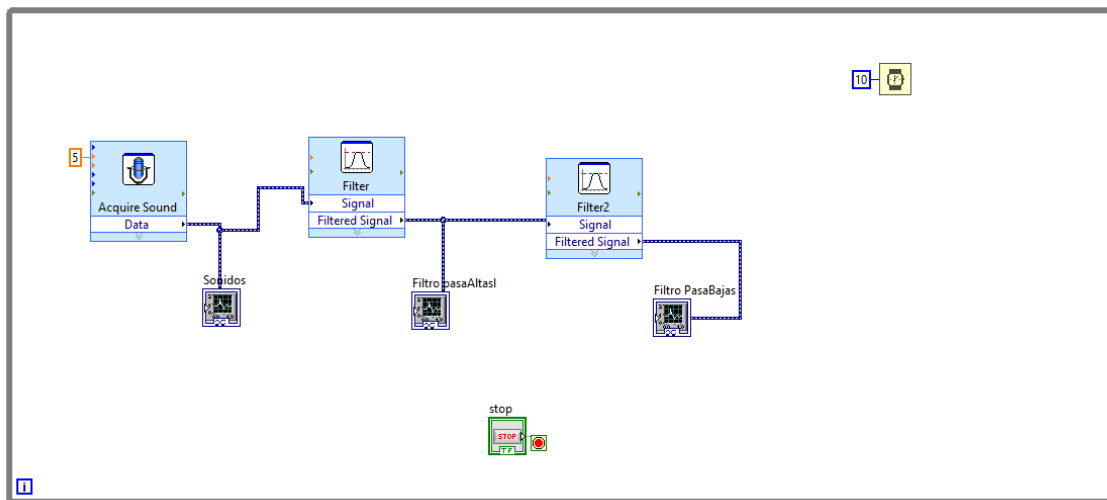 10
5
Acquire Sound
Data
Filter
Signal
Filtered Signal
Filter2
Signal
Filtered Signal
Sonidos
Filtro pasaAltasI
Filtro PasaBajas
stop
STOP
TF
i